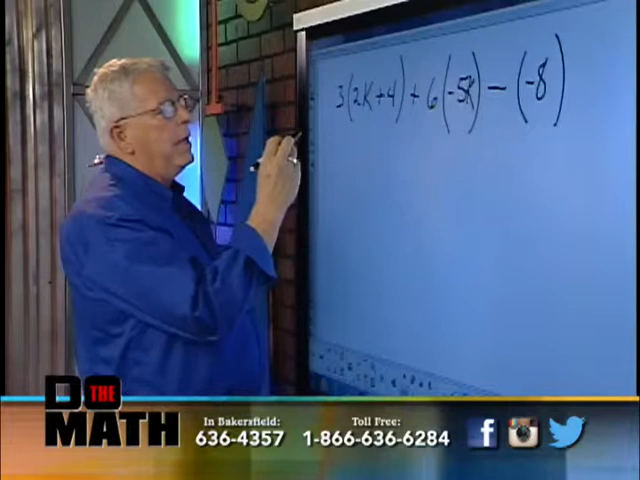 3(2K+4)+6(-5K)-(-8)
DO THE MATH
In Bakersfield:
636-4357
Toll Free:
1-866-636-6284